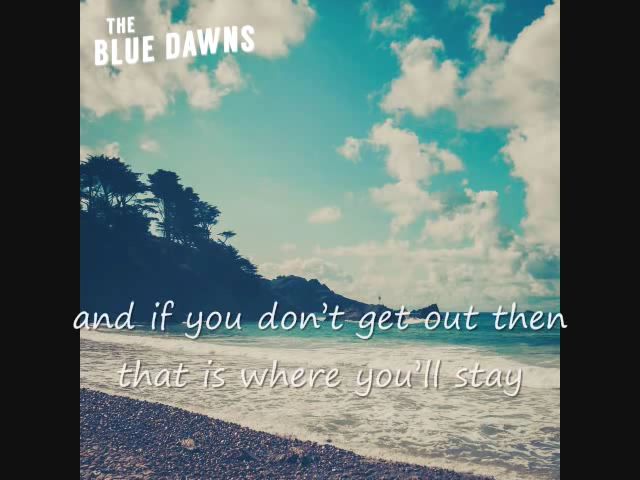 THE
BLUE DAWNS
and if you don't get out then
that is where you'll stay